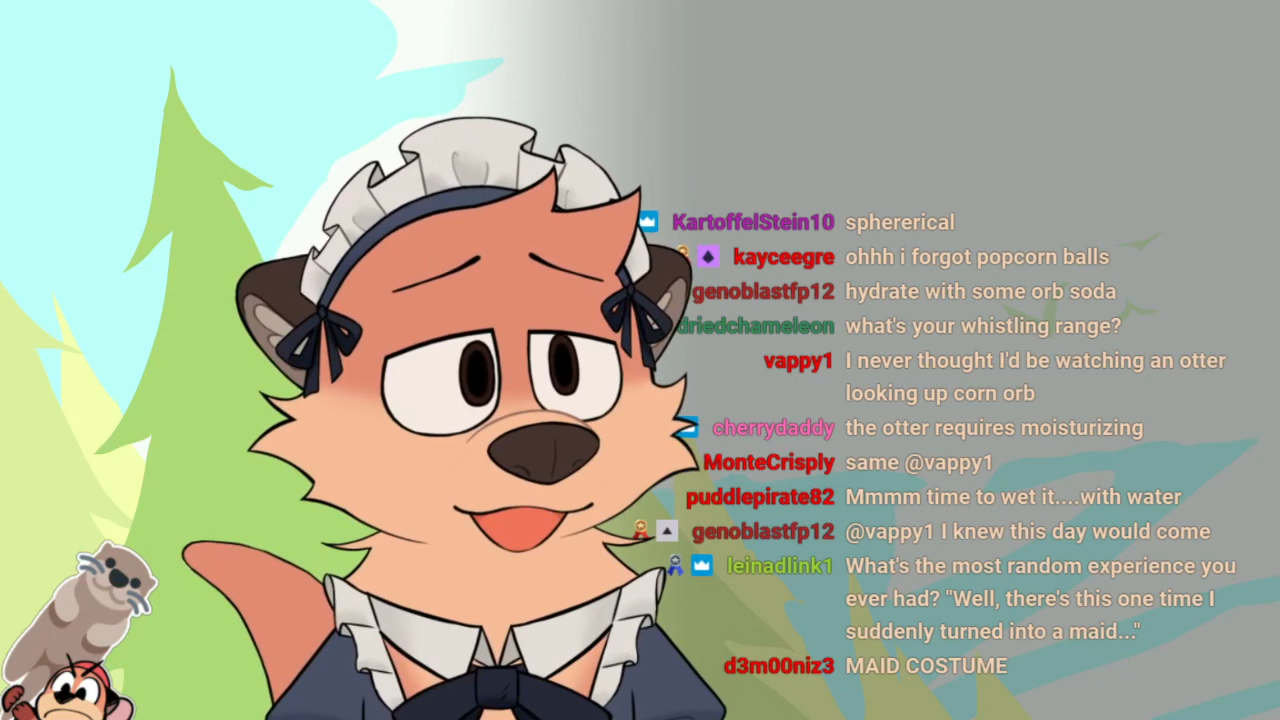 KartoffelStein10 sphererical
kayceegre ohhh i forgot popcorn balls
genoblastfp12 hydrate with some orb soda
driedchameleon what's your whistling range?
vappy1 I never thought I'd be watching an otter
looking up corn orb
cherrydaddy the otter requires moisturizing
MonteCrisply same @vappy1
puddlepirate82 Mmmm time to wet it....with water
genoblastfp12 @vappy1 I knew this day would come
leinadlink1 What's the most random experience you
ever had? "Well, there's this one time I
suddenly turned into a maid..."
d3m00niz3 MAID COSTUME